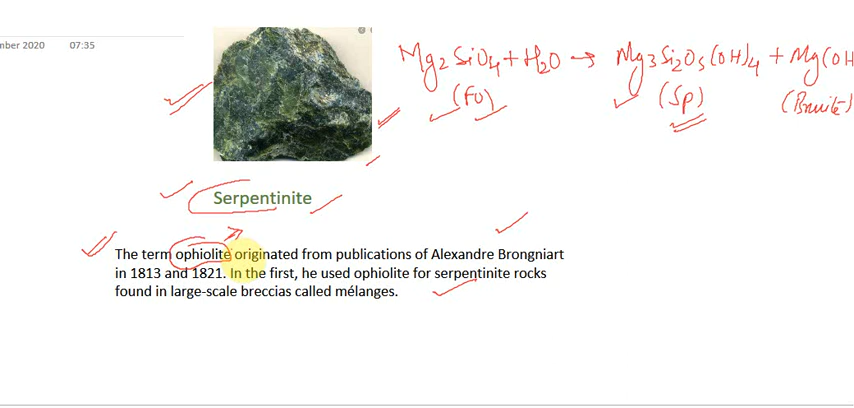 mber 2020 07:35
Mg2SiO4 + H2O → Mg3Si2O5(OH)4 + Mg(OH
(Fo) (Sp) (Brucite)
Serpentinite
The term ophiolite originated from publications of Alexandre Brongniart
in 1813 and 1821. In the first, he used ophiolite for serpentinite rocks
found in large-scale breccias called mélanges.